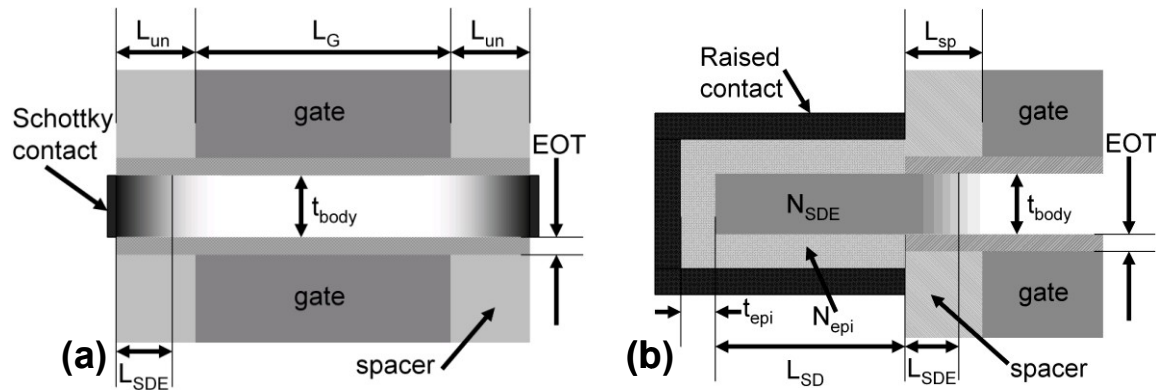 L_un
L_G
L_un
Schottky
contact
gate
EOT
t_body
gate
(a)
L_SDE
spacer
L_sp
Raised
contact
gate
EOT
N_SDE
t_body
t_epi
N_epi
gate
(b)
L_SD
L_SDE
spacer